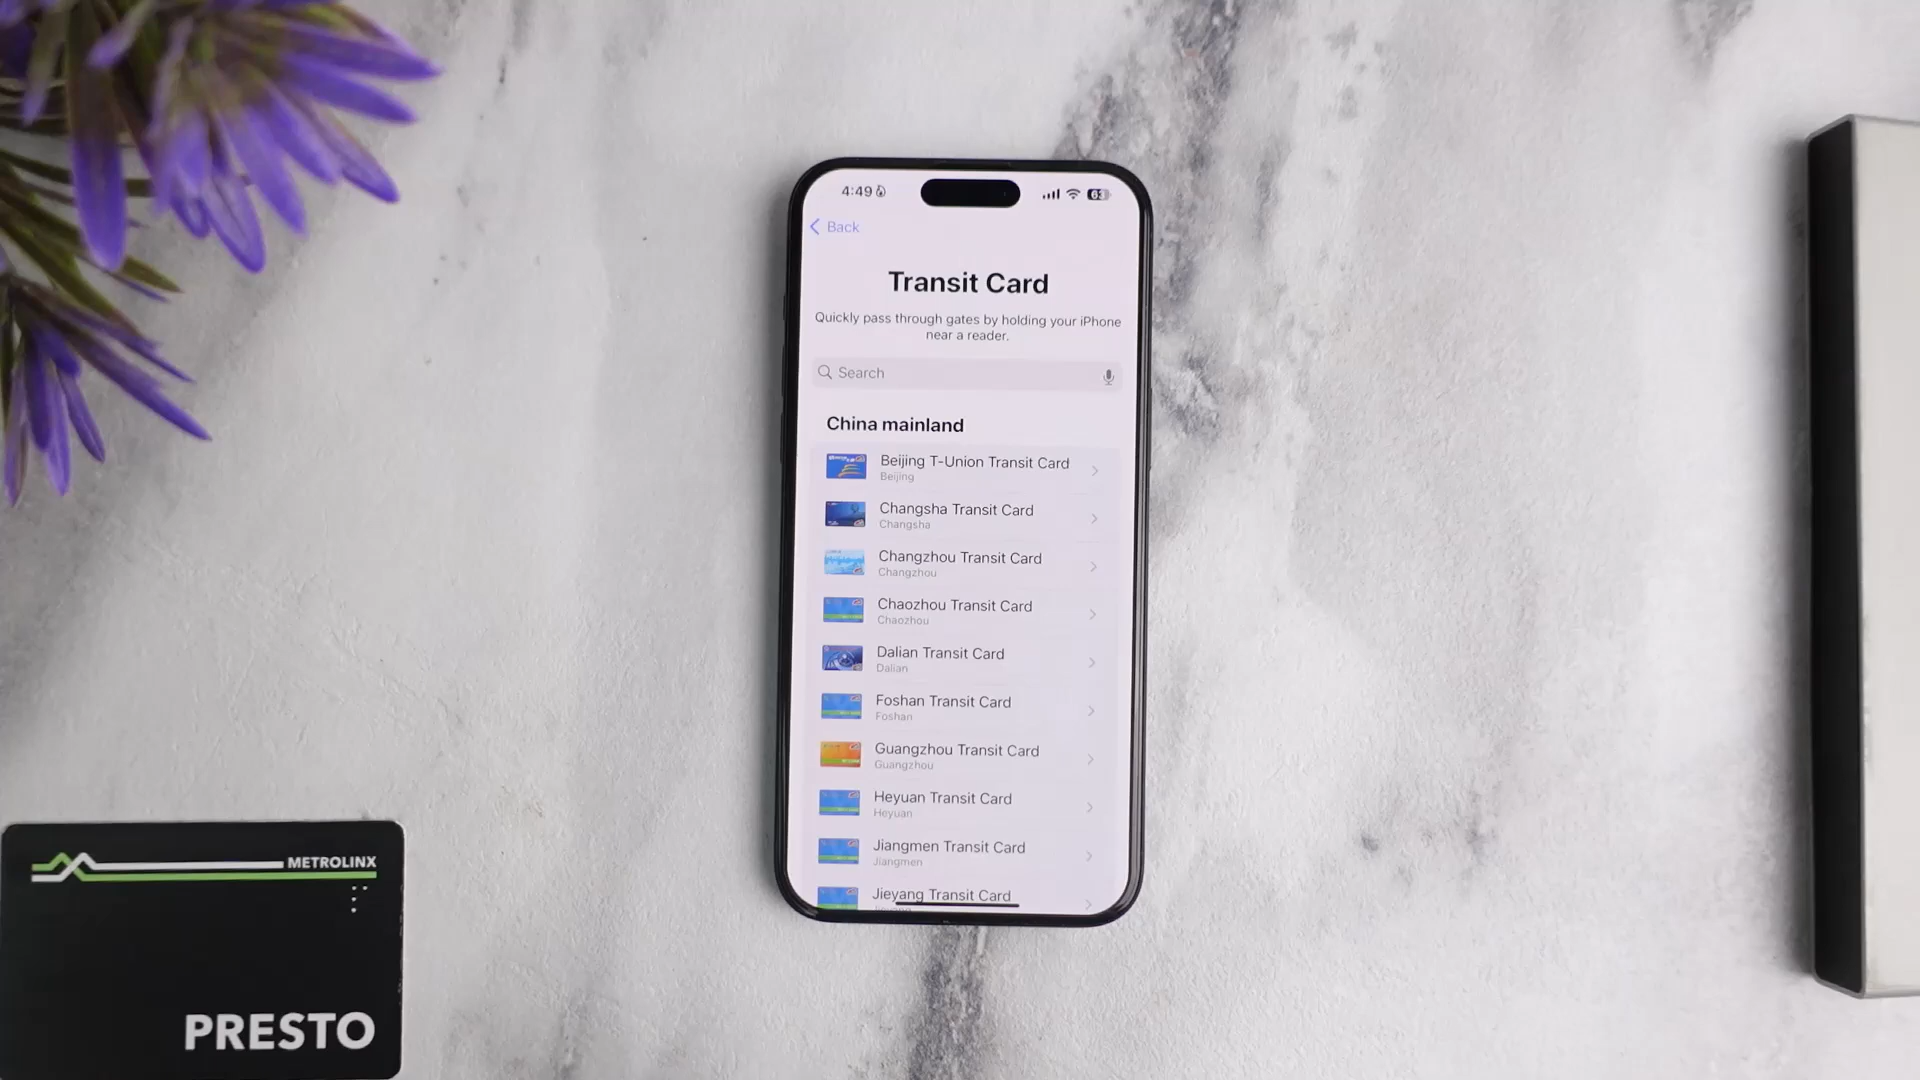 4:49
63
Back
Transit Card
Quickly pass through gates by holding your iPhone
near a reader.
Search
China mainland
Beijing T-Union Transit Card
Beijing
Changsha Transit Card
Changsha
Changzhou Transit Card
Changzhou
Chaozhou Transit Card
Chaozhou
Dalian Transit Card
Dalian
Foshan Transit Card
Foshan
Guangzhou Transit Card
Guangzhou
Heyuan Transit Card
Heyuan
Jiangmen Transit Card
Jiangmen
Jieyang Transit Card
METROLINX
PRESTO